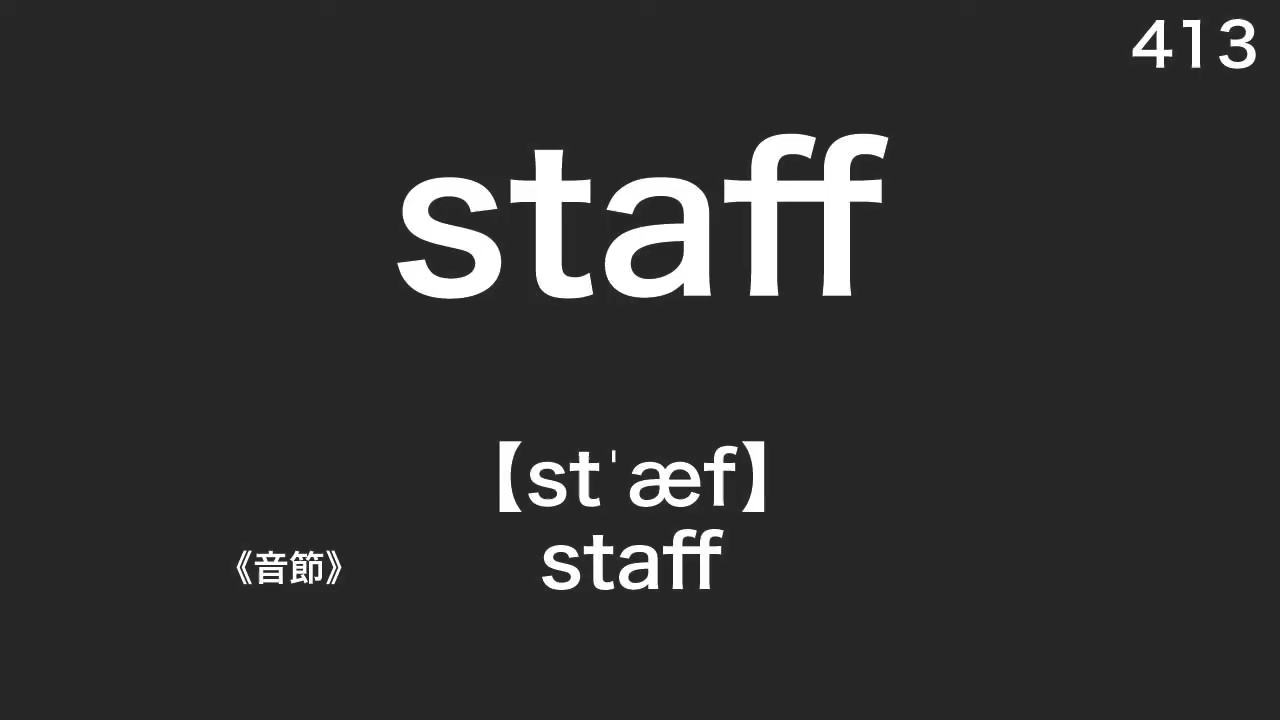 413
staff
【stˈæf】
《音節》 staff